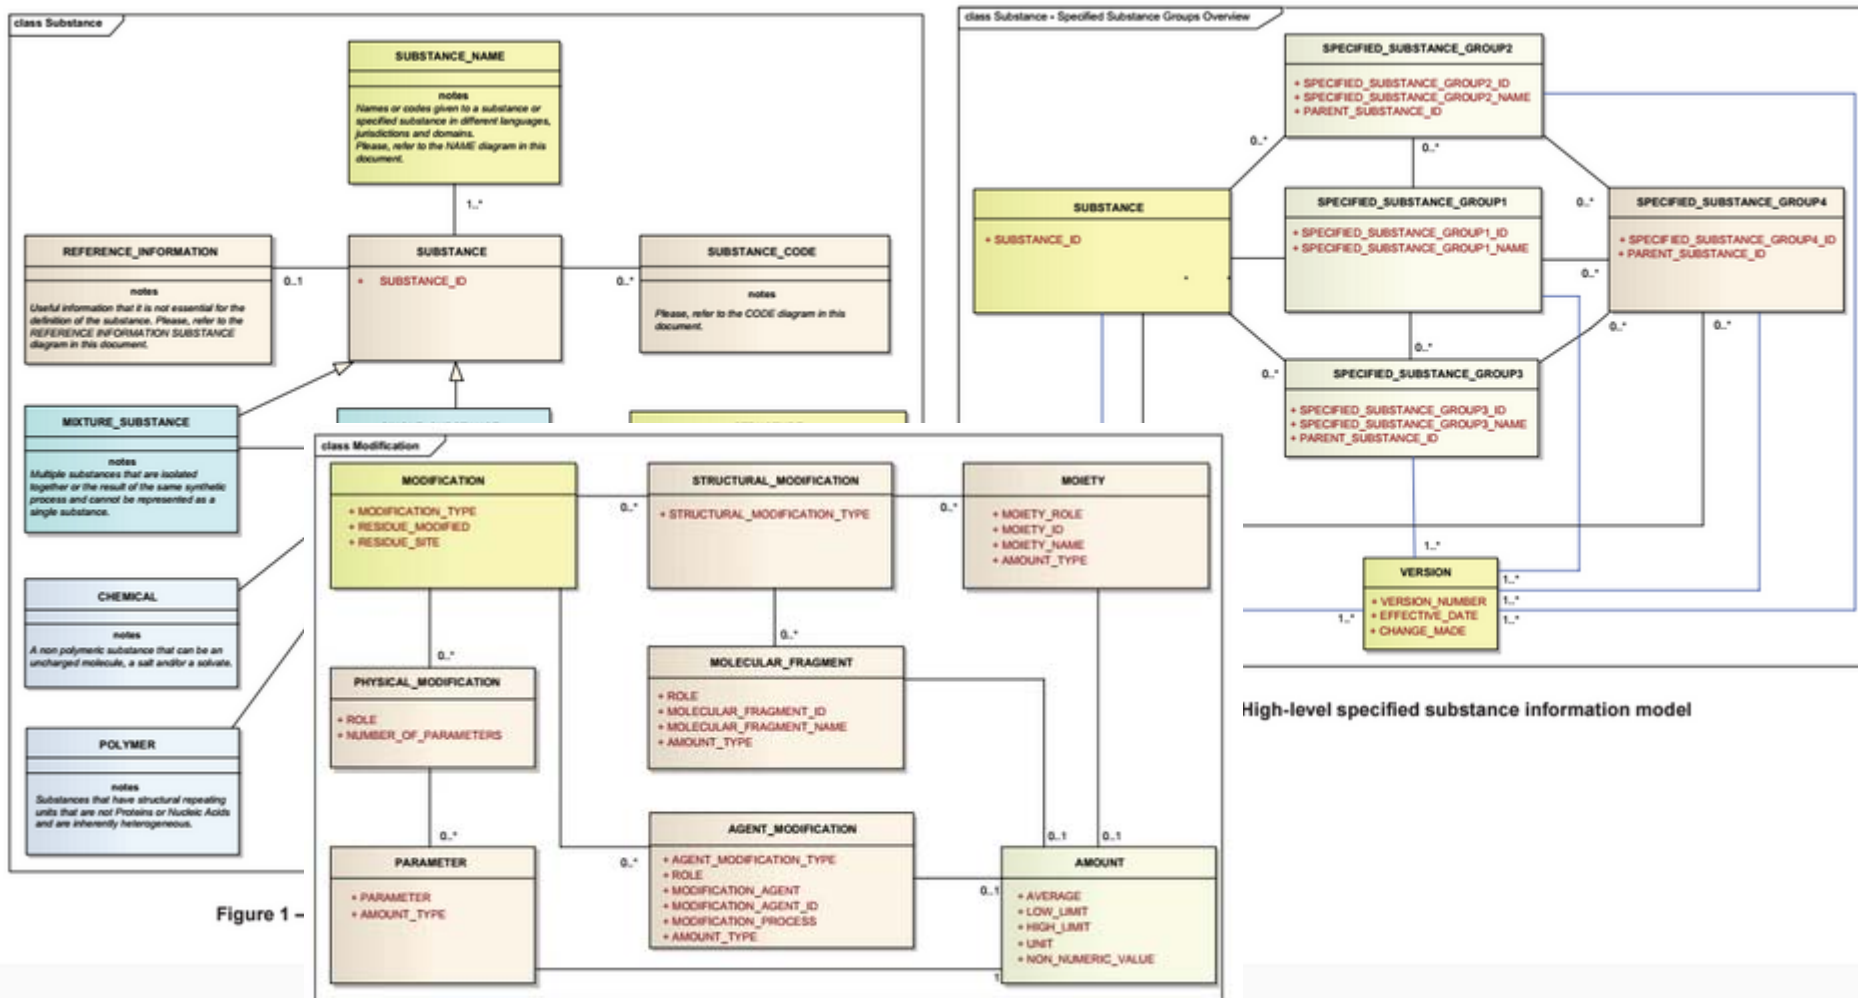 class Substance
SUBSTANCE_NAME
notes
Names or codes given to a substance or
specified substance in different languages,
jurisdictions and domains.
Please, refer to the NAME diagram in this
document.
1..*
REFERENCE_INFORMATION
notes
Useful information that it is not essential for the
definition of the substance. Please, refer to the
REFERENCE INFORMATION SUBSTANCE
diagram in this document.
0..1
SUBSTANCE
+ SUBSTANCE_ID
0..*
SUBSTANCE_CODE
notes
Please, refer to the CODE diagram in this
document.
MIXTURE_SUBSTANCE
notes
Multiple substances that are isolated
together or the result of the same synthetic
process and cannot be represented as a
single substance.
CHEMICAL
notes
A non polymeric substance that can be an
uncharged molecule, a salt and/or a solvate.
POLYMER
notes
Substances that have structural repeating
units that are not Proteins or Nucleic Acids
and are inherently heterogeneous.
Figure 1 –
class Modification
MODIFICATION
+ MODIFICATION_TYPE
+ RESIDUE_MODIFIED
+ RESIDUE_SITE
0..*
STRUCTURAL_MODIFICATION
+ STRUCTURAL_MODIFICATION_TYPE
0..*
MOIETY
+ MOIETY_ROLE
+ MOIETY_ID
+ MOIETY_NAME
+ AMOUNT_TYPE
0..*
0..*
PHYSICAL_MODIFICATION
+ ROLE
+ NUMBER_OF_PARAMETERS
MOLECULAR_FRAGMENT
+ ROLE
+ MOLECULAR_FRAGMENT_ID
+ MOLECULAR_FRAGMENT_NAME
+ AMOUNT_TYPE
0..*
0..*
0..1
0..1
PARAMETER
+ PARAMETER
+ AMOUNT_TYPE
AGENT_MODIFICATION
+ AGENT_MODIFICATION_TYPE
+ ROLE
+ MODIFICATION_AGENT
+ MODIFICATION_AGENT_ID
+ MODIFICATION_PROCESS
+ AMOUNT_TYPE
0..1
AMOUNT
+ AVERAGE
+ LOW_LIMIT
+ HIGH_LIMIT
+ UNIT
+ NON_NUMERIC_VALUE
1
class Substance - Specified Substance Groups Overview
SPECIFIED_SUBSTANCE_GROUP2
+ SPECIFIED_SUBSTANCE_GROUP2_ID
+ SPECIFIED_SUBSTANCE_GROUP2_NAME
+ PARENT_SUBSTANCE_ID
0..*
0..*
SUBSTANCE
+ SUBSTANCE_ID
* *
SPECIFIED_SUBSTANCE_GROUP1
+ SPECIFIED_SUBSTANCE_GROUP1_ID
+ SPECIFIED_SUBSTANCE_GROUP1_NAME
0..*
0..*
SPECIFIED_SUBSTANCE_GROUP4
+ SPECIFIED_SUBSTANCE_GROUP4_ID
+ PARENT_SUBSTANCE_ID
0..*
0..*
0..*
0..*
SPECIFIED_SUBSTANCE_GROUP3
+ SPECIFIED_SUBSTANCE_GROUP3_ID
+ SPECIFIED_SUBSTANCE_GROUP3_NAME
+ PARENT_SUBSTANCE_ID
1..*
VERSION
+ VERSION_NUMBER
+ EFFECTIVE_DATE
+ CHANGE_MADE
1..*
1..*
1..*
1..*
High-level specified substance information model